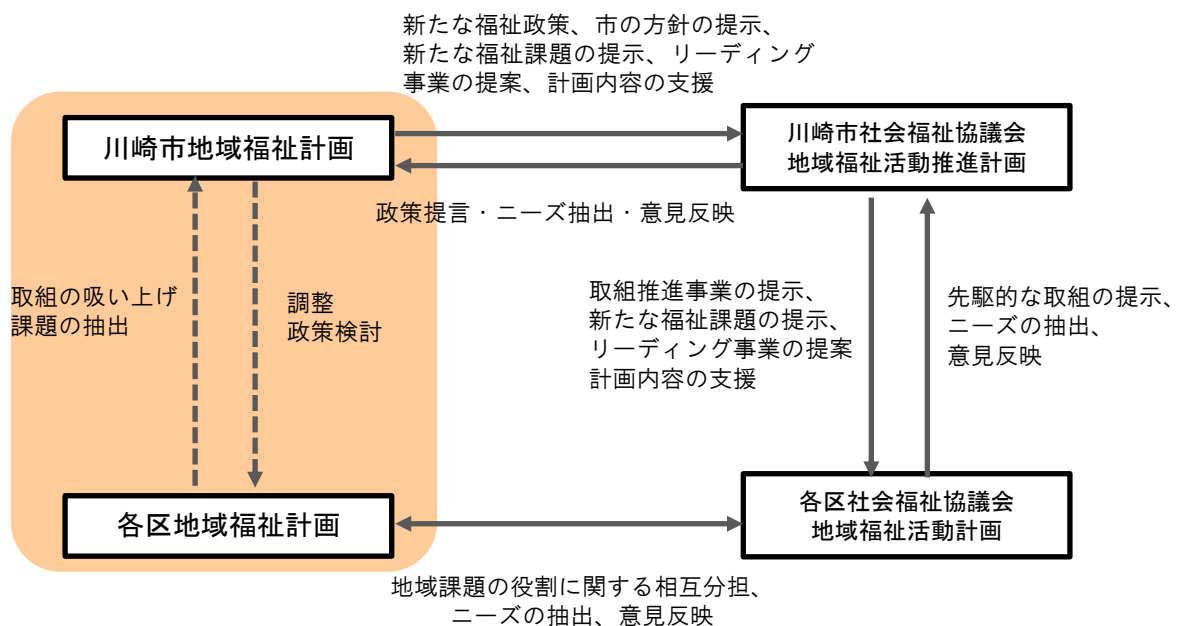 新たな福祉政策、市の方針の提示、
新たな福祉課題の提示、リーディング
事業の提案、計画内容の支援
川崎市地域福祉計画
川崎市社会福祉協議会
地域福祉活動推進計画
政策提言・ニーズ抽出・意見反映
取組の吸い上げ
課題の抽出
調整
政策検討
取組推進事業の提示、
新たな福祉課題の提示、
リーディング事業の提案
計画内容の支援
先駆的な取組の提示、
ニーズの抽出、
意見反映
各区地域福祉計画
各区社会福祉協議会
地域福祉活動計画
地域課題の役割に関する相互分担、
ニーズの抽出、意見反映